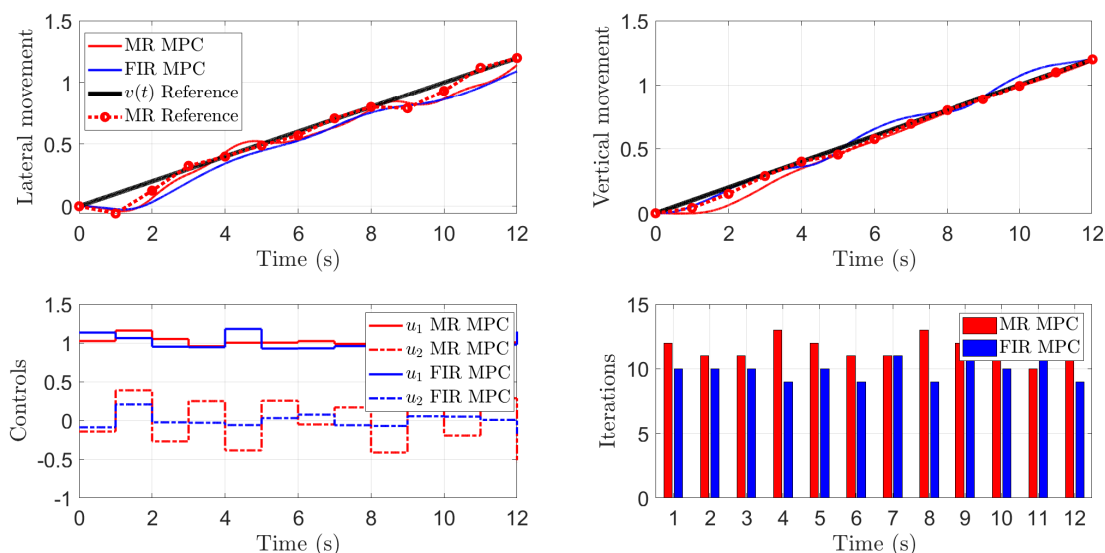 1.5
1
0.5
0
Lateral movement
MR MPC
FIR MPC
v(t) Reference
MR Reference
0 2 4 6 8 10 12
Time (s)
1.5
1
0.5
0
Vertical movement
0 2 4 6 8 10 12
Time (s)
1.5
1
0.5
0
-0.5
-1
Controls
u₁ MR MPC
u₂ MR MPC
u₁ FIR MPC
u₂ FIR MPC
0 2 4 6 8 10 12
Time (s)
15
10
5
0
Iterations
MR MPC
FIR MPC
1 2 3 4 5 6 7 8 9 10 11 12
Time (s)